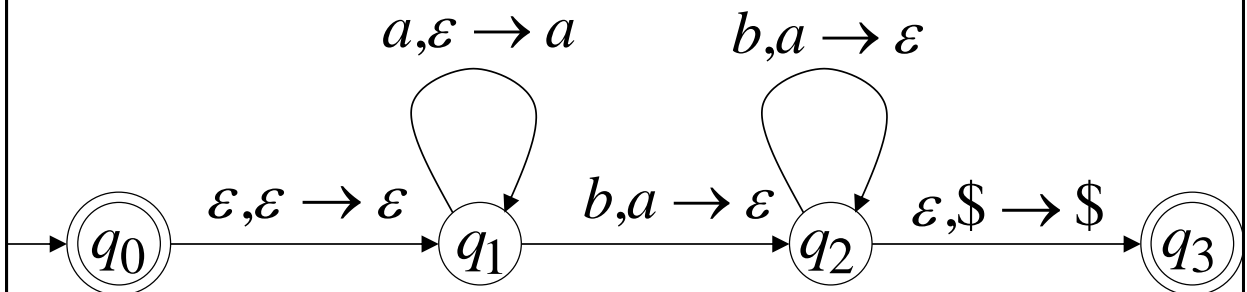 a,ε → a
b,a → ε
ε,ε → ε
b,a → ε
ε,$ → $
q0
q1
q2
q3